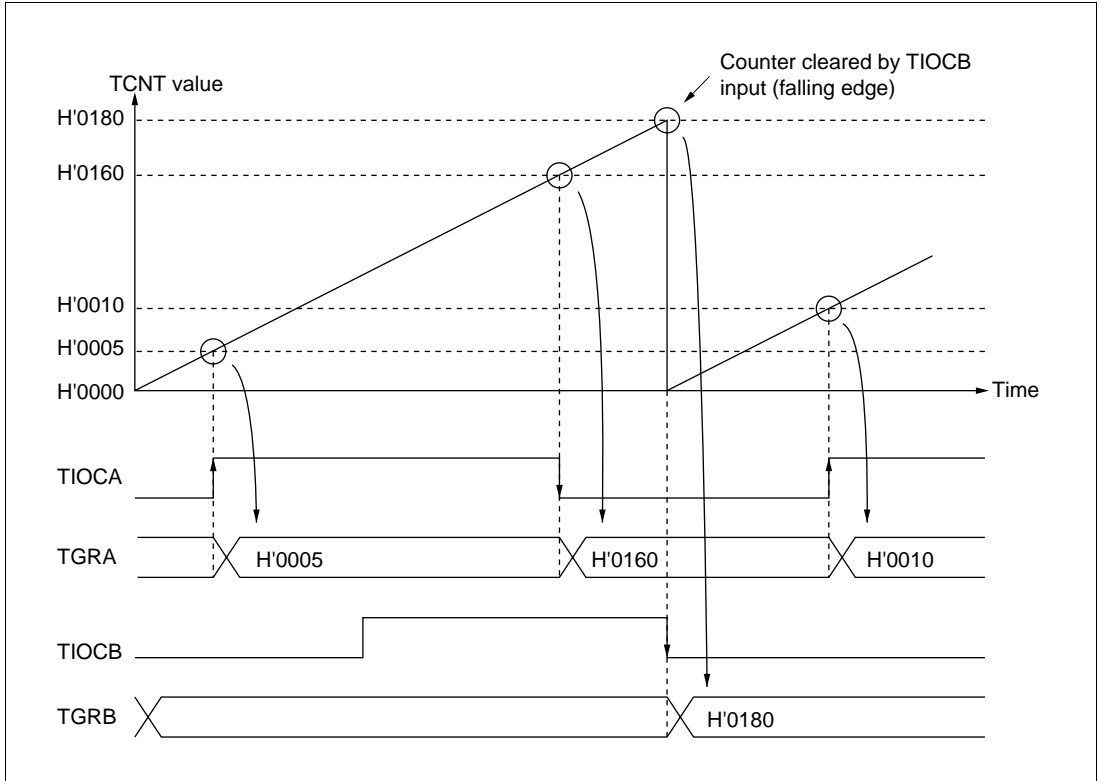 Counter cleared by TIOCB
input (falling edge)
TCNT value
H'0180
H'0160
H'0010
H'0005
H'0000
Time
TIOCA
TGRA
H'0005
H'0160
H'0010
TIOCB
TGRB
H'0180